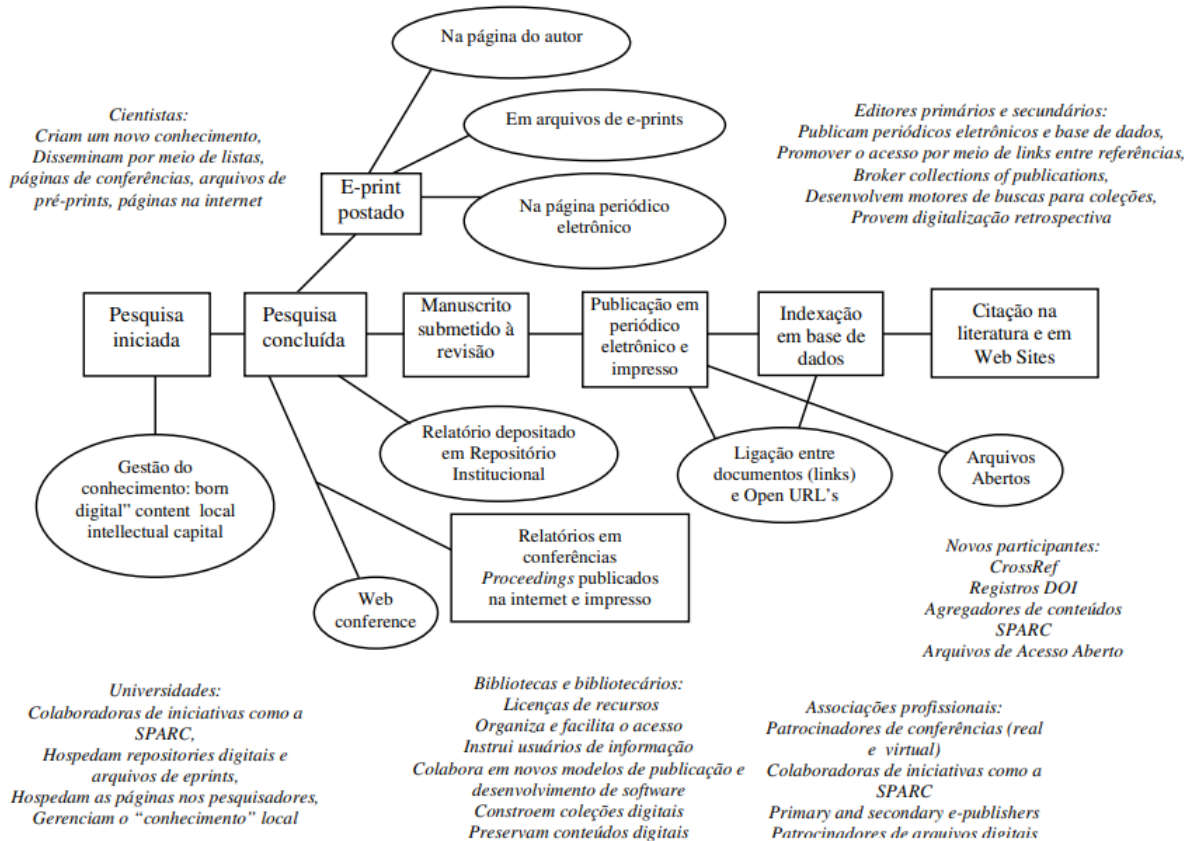 Na página do autor
Cientistas:
Criam um novo conhecimento,
Disseminam por meio de listas,
páginas de conferências, arquivos de
pré-prints, páginas na internet
Em arquivos de e-prints
Editores primários e secundários:
Publicam periódicos eletrônicos e base de dados,
Promover o acesso por meio de links entre referências,
Broker collections of publications,
Desenvolvem motores de buscas para coleções,
Provem digitalização retrospectiva
E-print
postado
Na página periódico
eletrônico
Pesquisa
iniciada
Pesquisa
concluída
Manuscrito
submetido à
revisão
Publicação em
periódico
eletrônico e
impresso
Indexação
em base de
dados
Citação na
literatura e em
Web Sites
Gestão do
conhecimento: born
digital” content local
intellectual capital
Relatório depositado
em Repositório
Institucional
Ligação entre
documentos (links)
e Open URL’s
Arquivos
Abertos
Relatórios em
conferências
Proceedings publicados
na internet e impresso
Web
conference
Novos participantes:
CrossRef
Registros DOI
Agregadores de conteúdos
SPARC
Arquivos de Acesso Aberto
Universidades:
Colaboradoras de iniciativas como a
SPARC,
Hospedam repositories digitais e
arquivos de eprints,
Hospedam as páginas nos pesquisadores,
Gerenciam o “conhecimento” local
Bibliotecas e bibliotecários:
Licenças de recursos
Organiza e facilita o acesso
Instrui usuários de informação
Colabora em novos modelos de publicação e
desenvolvimento de software
Constroem coleções digitais
Preservam conteúdos digitais
Associações profissionais:
Patrocinadores de conferências (real
e virtual)
Colaboradoras de iniciativas como a
SPARC
Primary and secondary e-publishers
Patrocinadores de arquivos digitais